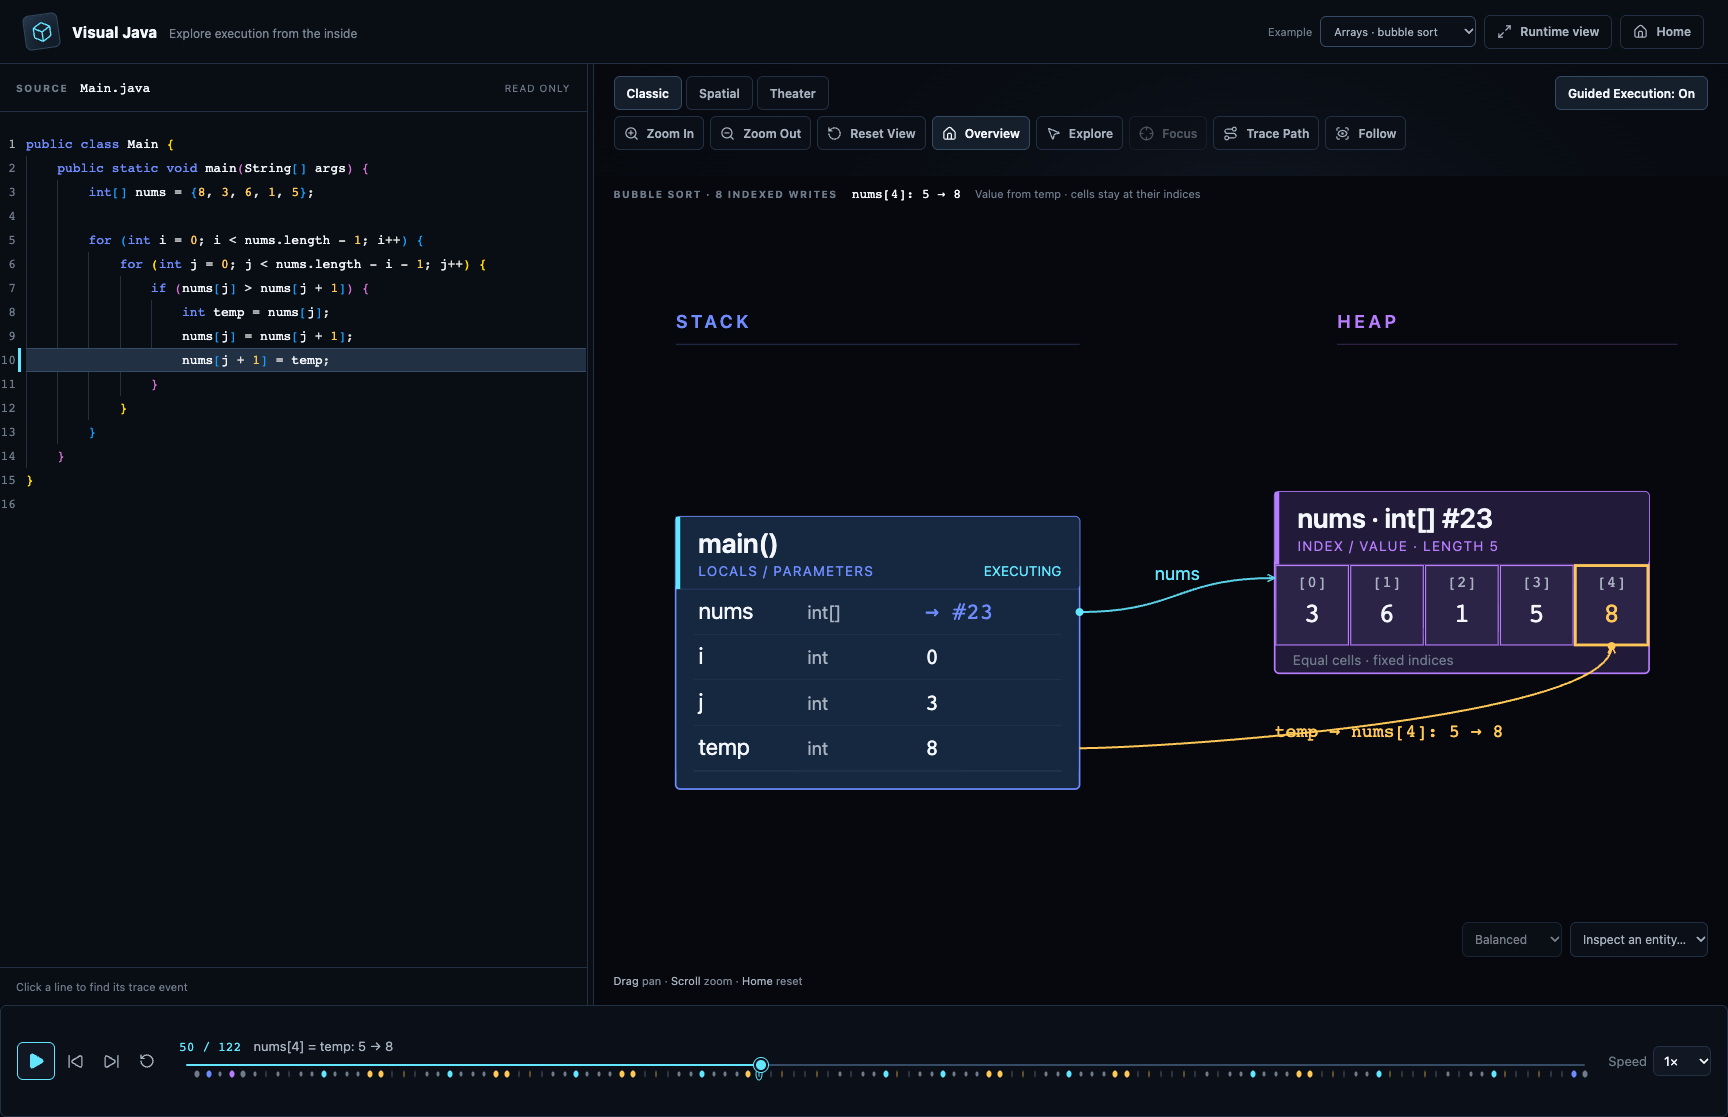 Visual Java Explore execution from the inside
Example Arrays · bubble sort Runtime view Home
SOURCE Main.java READ ONLY
1 public class Main {
2 public static void main(String[] args) {
3 int[] nums = {8, 3, 6, 1, 5};
4
5 for (int i = 0; i < nums.length - 1; i++) {
6 for (int j = 0; j < nums.length - i - 1; j++) {
7 if (nums[j] > nums[j + 1]) {
8 int temp = nums[j];
9 nums[j] = nums[j + 1];
10 nums[j + 1] = temp;
11 }
12 }
13 }
14 }
15 }
16
Click a line to find its trace event
Classic Spatial Theater Guided Execution: On
Zoom In Zoom Out Reset View Overview Explore Focus Trace Path Follow
BUBBLE SORT · 8 INDEXED WRITES nums[4]: 5 → 8 Value from temp · cells stay at their indices
STACK
main()
LOCALS / PARAMETERS EXECUTING
nums int[] → #23
i int 0
j int 3
temp int 8
nums
HEAP
nums · int[] #23
INDEX / VALUE · LENGTH 5
[0] [1] [2] [3] [4]
3 6 1 5 8
Equal cells · fixed indices
temp → nums[4]: 5 → 8
Balanced Inspect an entity...
Drag pan · Scroll zoom · Home reset
50 / 122 nums[4] = temp: 5 → 8
Speed 1×